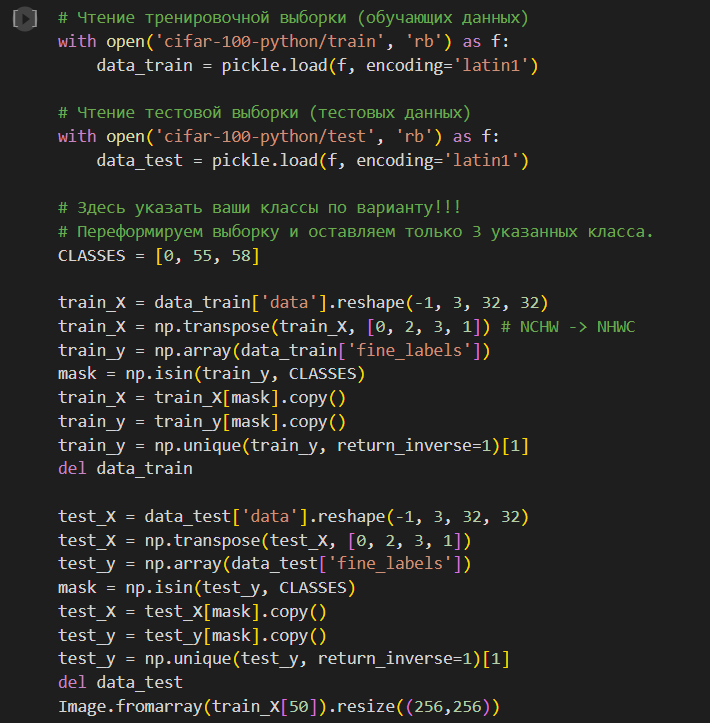 # Чтение тренировочной выборки (обучающих данных)
with open('cifar-100-python/train', 'rb') as f:
    data_train = pickle.load(f, encoding='latin1')

# Чтение тестовой выборки (тестовых данных)
with open('cifar-100-python/test', 'rb') as f:
    data_test = pickle.load(f, encoding='latin1')

# Здесь указать ваши классы по варианту!!!
# Переформируем выборку и оставляем только 3 указанных класса.
CLASSES = [0, 55, 58]

train_X = data_train['data'].reshape(-1, 3, 32, 32)
train_X = np.transpose(train_X, [0, 2, 3, 1]) # NCHW -> NHWC
train_y = np.array(data_train['fine_labels'])
mask = np.isin(train_y, CLASSES)
train_X = train_X[mask].copy()
train_y = train_y[mask].copy()
train_y = np.unique(train_y, return_inverse=1)[1]
del data_train

test_X = data_test['data'].reshape(-1, 3, 32, 32)
test_X = np.transpose(test_X, [0, 2, 3, 1])
test_y = np.array(data_test['fine_labels'])
mask = np.isin(test_y, CLASSES)
test_X = test_X[mask].copy()
test_y = test_y[mask].copy()
test_y = np.unique(test_y, return_inverse=1)[1]
del data_test
Image.fromarray(train_X[50]).resize((256,256))